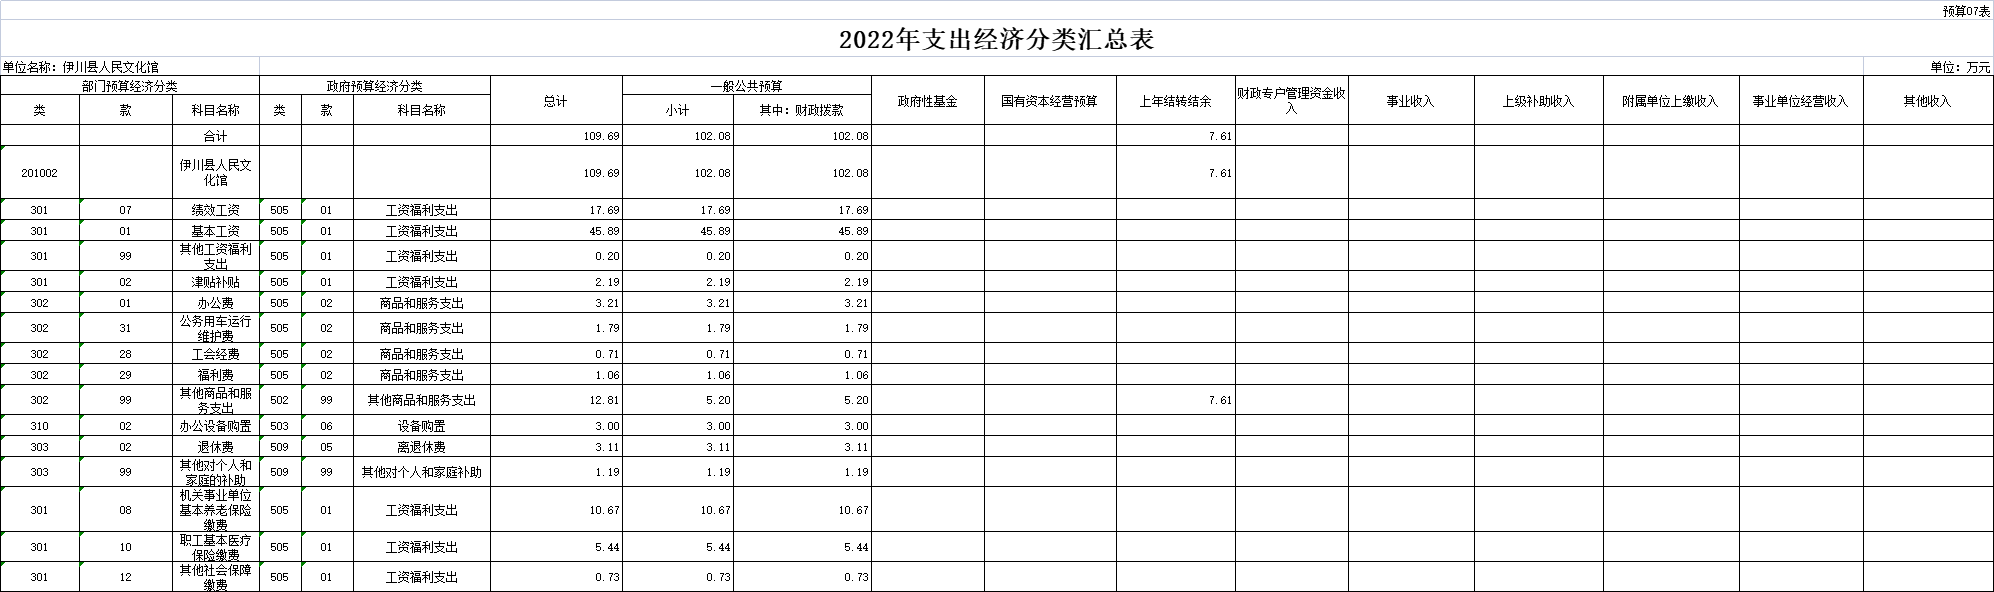 预算07表
2022年支出经济分类汇总表
单位名称：伊川县人民文化馆 单位：万元
部门预算经济分类 政府预算经济分类 总计 一般公共预算 政府性基金 国有资本经营预算 上年结转结余 财政专户管理资金收入 事业收入 上级补助收入 附属单位上缴收入 事业单位经营收入 其他收入
类 款 科目名称 类 款 科目名称 小计 其中：财政拨款
合计 109.69 102.08 102.08 7.61
201002 伊川县人民文化馆 109.69 102.08 102.08 7.61
301 07 绩效工资 505 01 工资福利支出 17.69 17.69 17.69
301 01 基本工资 505 01 工资福利支出 45.89 45.89 45.89
301 99 其他工资福利支出 505 01 工资福利支出 0.20 0.20 0.20
301 02 津贴补贴 505 01 工资福利支出 2.19 2.19 2.19
302 01 办公费 505 02 商品和服务支出 3.21 3.21 3.21
302 31 公务用车运行维护费 505 02 商品和服务支出 1.79 1.79 1.79
302 28 工会经费 505 02 商品和服务支出 0.71 0.71 0.71
302 29 福利费 505 02 商品和服务支出 1.06 1.06 1.06
302 99 其他商品和服务支出 502 99 其他商品和服务支出 12.81 5.20 5.20 7.61
310 02 办公设备购置 503 06 设备购置 3.00 3.00 3.00
303 02 退休费 509 05 离退休费 3.11 3.11 3.11
303 99 其他对个人和家庭的补助 509 99 其他对个人和家庭补助 1.19 1.19 1.19
301 08 机关事业单位基本养老保险缴费 505 01 工资福利支出 10.67 10.67 10.67
301 10 职工基本医疗保险缴费 505 01 工资福利支出 5.44 5.44 5.44
301 12 其他社会保障缴费 505 01 工资福利支出 0.73 0.73 0.73